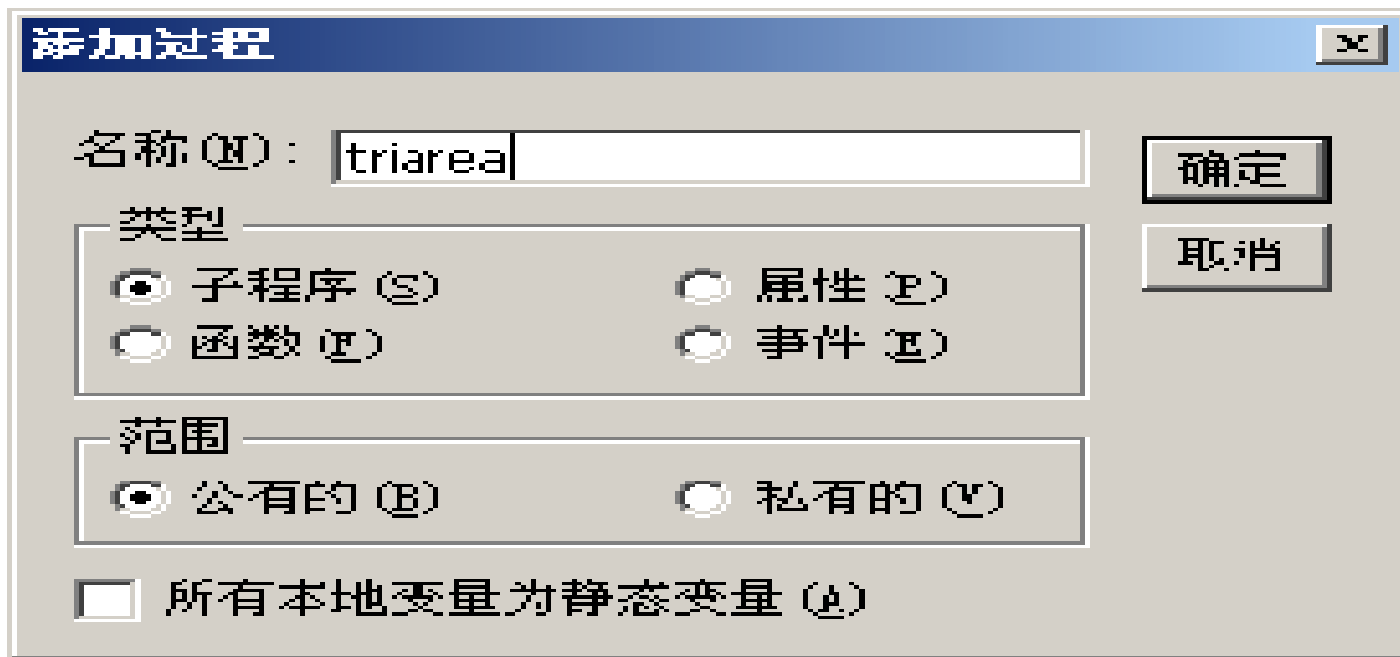 添加过程
名称(N): triarea
确定
类型
取消
子程序(S) 属性(P)
函数(F) 事件(E)
范围
公有的(B) 私有的(V)
所有本地变量为静态变量(A)